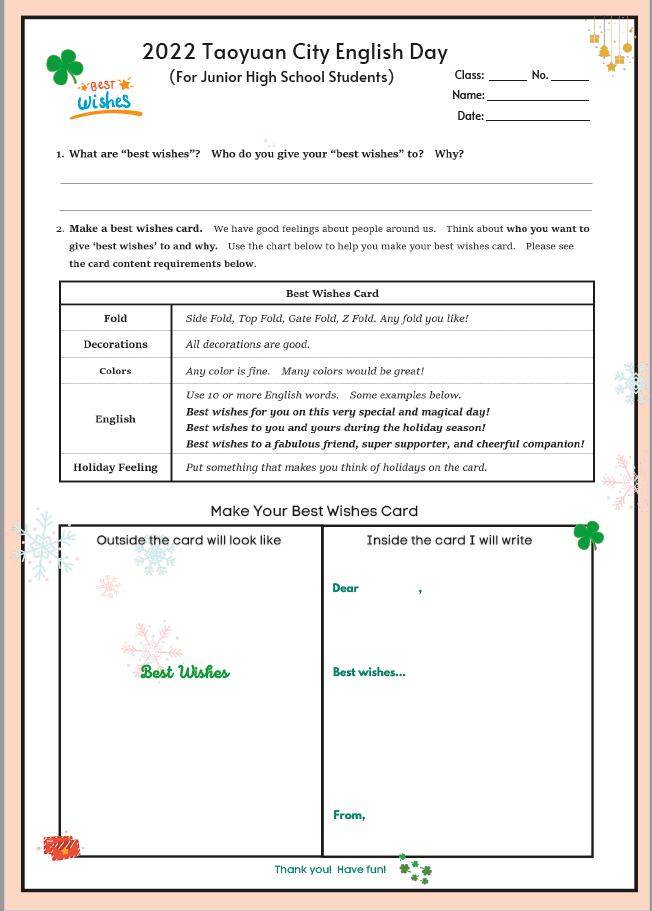 2022 Taoyuan City English Day
(For Junior High School Students)
BEST
Wishes
Class: ______ No. ______
Name: ________________
Date: ________________
1. What are “best wishes”? Who do you give your “best wishes” to? Why?
2. Make a best wishes card. We have good feelings about people around us. Think about who you want to
give ‘best wishes’ to and why. Use the chart below to help you make your best wishes card. Please see
the card content requirements below.
Best Wishes Card
Fold Side Fold, Top Fold, Gate Fold, Z Fold. Any fold you like!
Decorations All decorations are good.
Colors Any color is fine. Many colors would be great!
English Use 10 or more English words. Some examples below.
Best wishes for you on this very special and magical day!
Best wishes to you and yours during the holiday season!
Best wishes to a fabulous friend, super supporter, and cheerful companion!
Holiday Feeling Put something that makes you think of holidays on the card.
Make Your Best Wishes Card
Outside the card will look like
Best Wishes
Inside the card I will write
Dear ,
Best wishes...
From,
Thank you! Have fun!